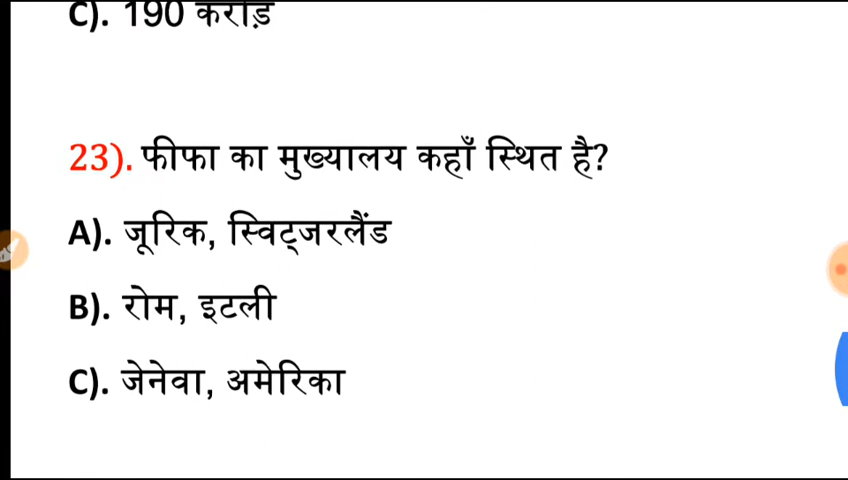 C). 190 करोड़
23). फीफा का मुख्यालय कहाँ स्थित है?
A). जूरिक, स्विट्जरलैंड
B). रोम, इटली
C). जेनेवा, अमेरिका